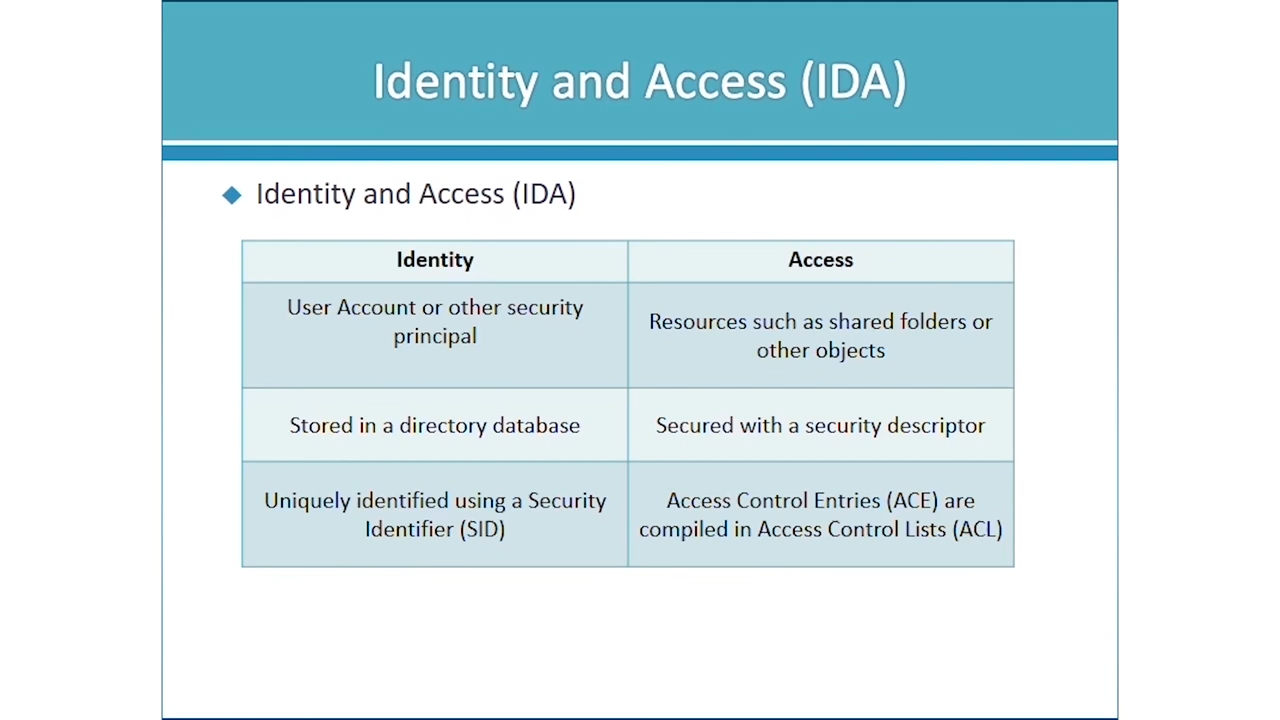 Identity and Access (IDA)
Identity and Access (IDA)
Identity
Access
User Account or other security
principal
Resources such as shared folders or
other objects
Stored in a directory database
Secured with a security descriptor
Uniquely identified using a Security
Identifier (SID)
Access Control Entries (ACE) are
compiled in Access Control Lists (ACL)